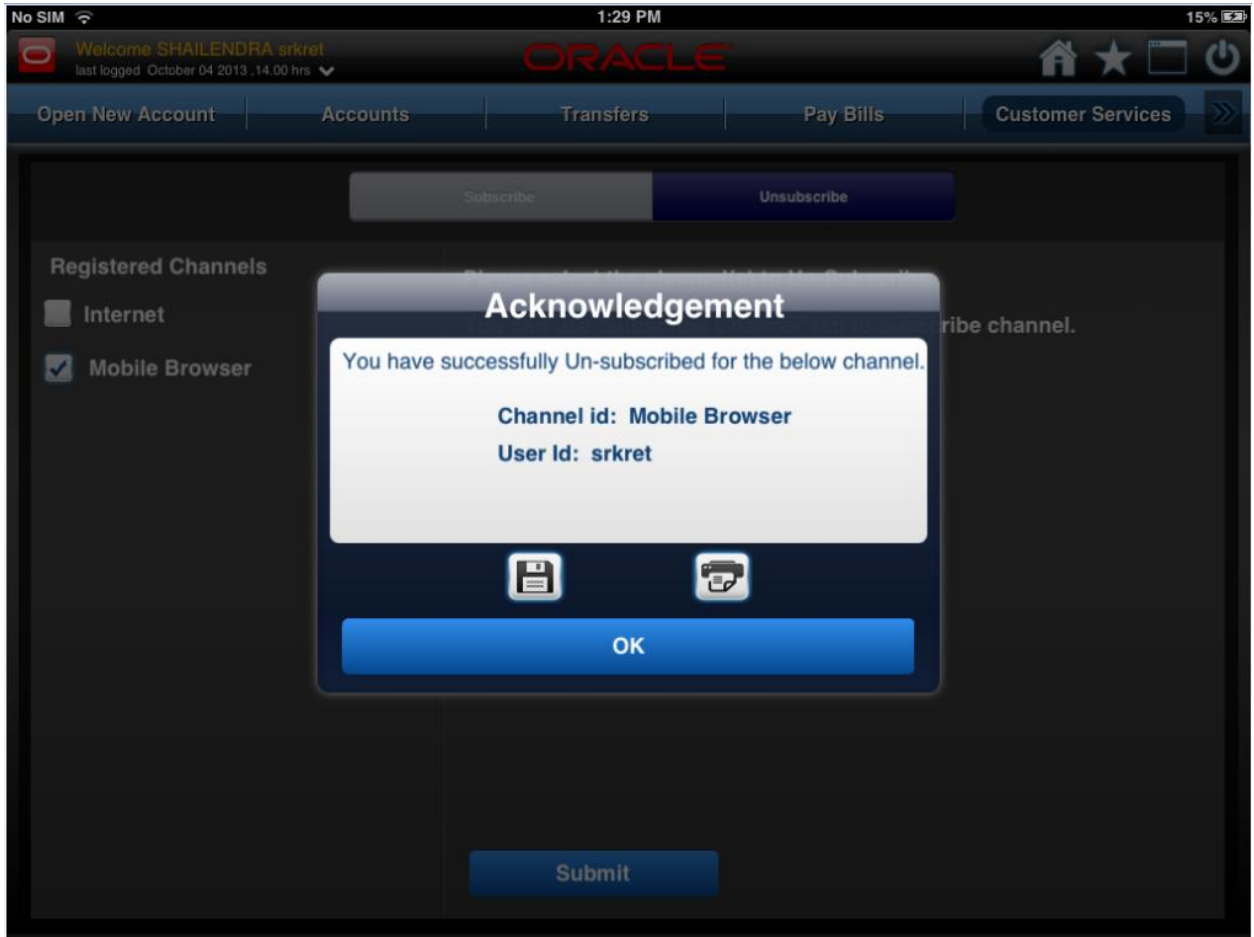 No SIM 1:29 PM 15%
Welcome SHAILENDRA srkret
last logged October 04 2013 ,14.00 hrs
ORACLE
Open New Account Accounts Transfers Pay Bills Customer Services
Subscribe Unsubscribe
Registered Channels
Internet
ribe channel.
Mobile Browser
Acknowledgement
You have successfully Un-subscribed for the below channel.
Channel id: Mobile Browser
User Id: srkret
OK
Submit